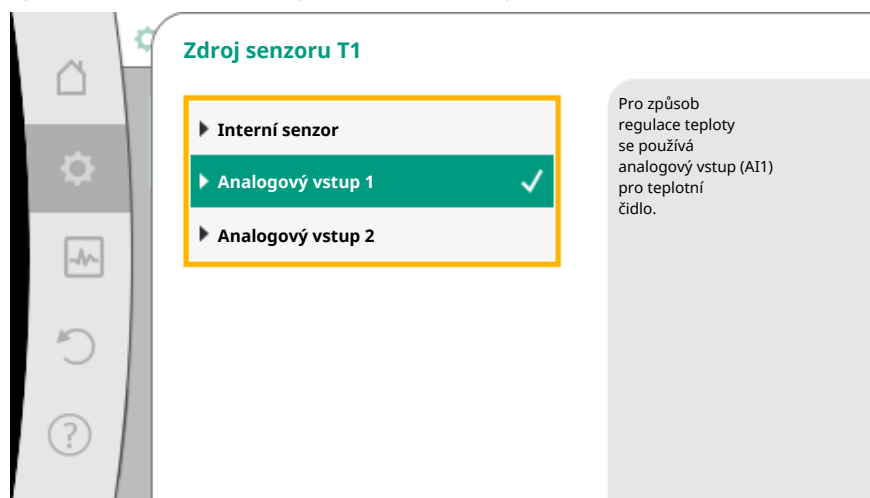 Zdroj senzoru T1
Interní senzor
Analogový vstup 1
Analogový vstup 2
Pro způsob
regulace teploty
se používá
analogový vstup (AI1)
pro teplotní
čidlo.